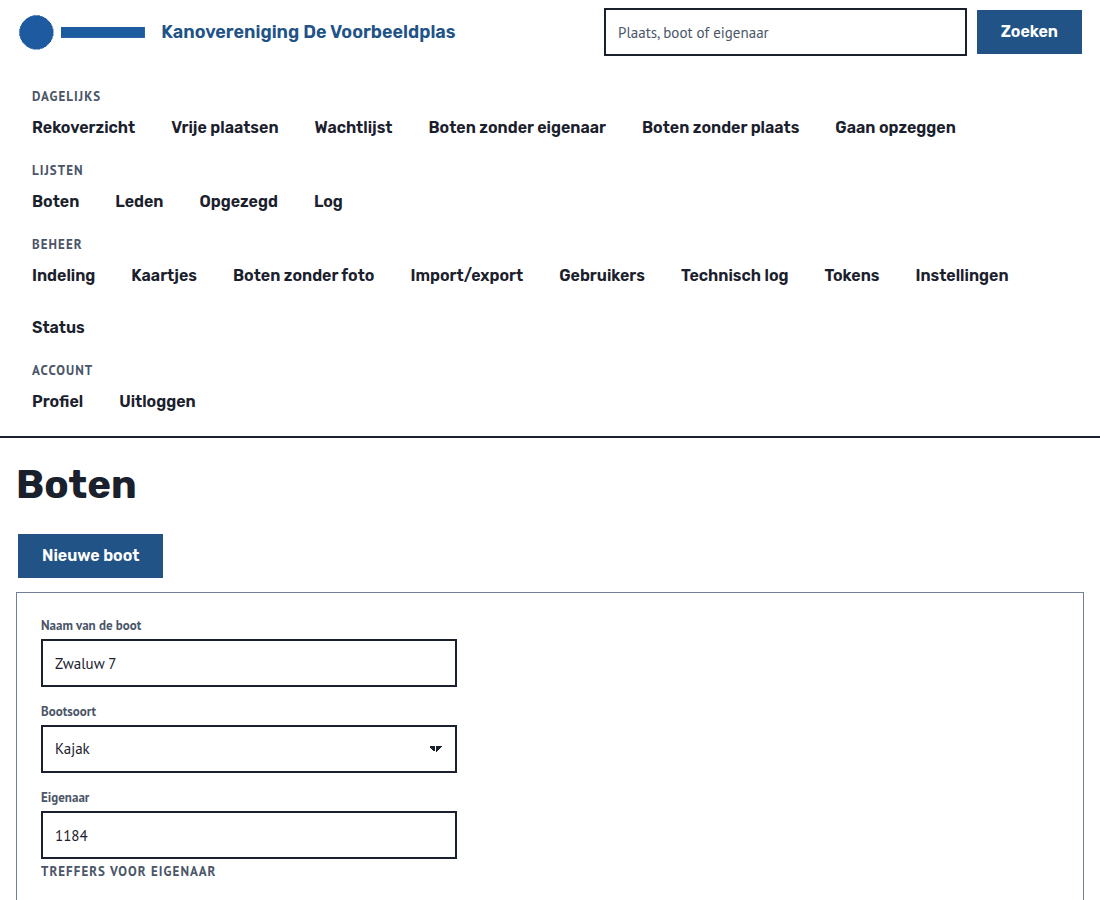 Kanovereniging De Voorbeeldplas
Plaats, boot of eigenaar
Zoeken
DAGELIJKS
Rekoverzicht Vrije plaatsen Wachtlijst Boten zonder eigenaar Boten zonder plaats Gaan opzeggen
LIJSTEN
Boten Leden Opgezegd Log
BEHEER
Indeling Kaartjes Boten zonder foto Import/export Gebruikers Technisch log Tokens Instellingen
Status
ACCOUNT
Profiel Uitloggen
Boten
Nieuwe boot
Naam van de boot
Zwaluw 7
Bootsoort
Kajak
Eigenaar
1184
TREFFERS VOOR EIGENAAR